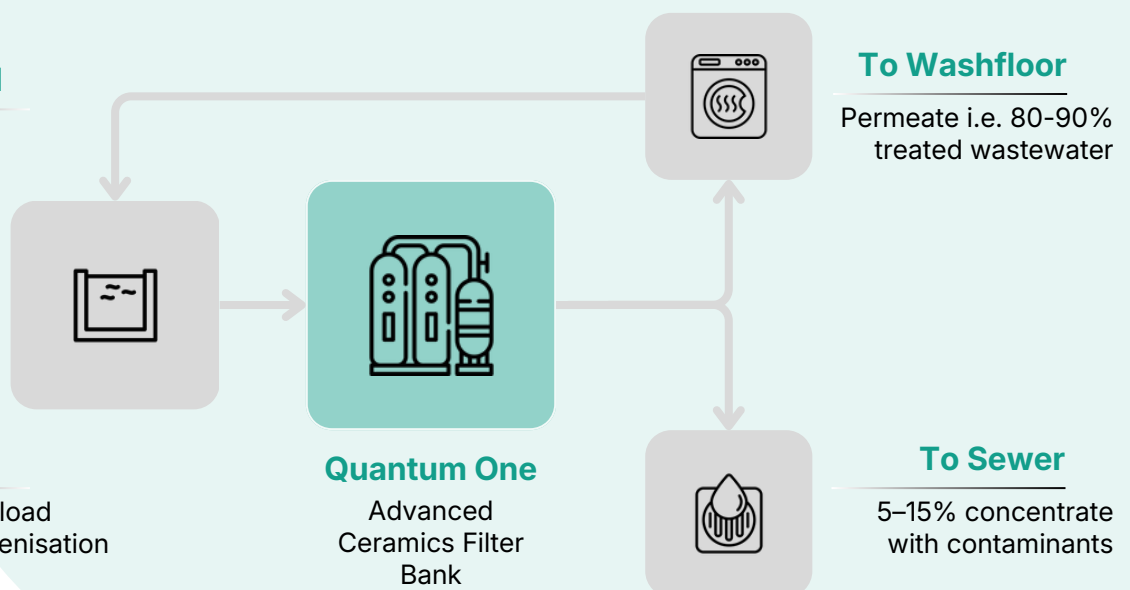 To Washfloor
Permeate i.e. 80-90%
treated wastewater
Quantum One
Advanced
Ceramics Filter
Bank
load
enisation
To Sewer
5–15% concentrate
with contaminants